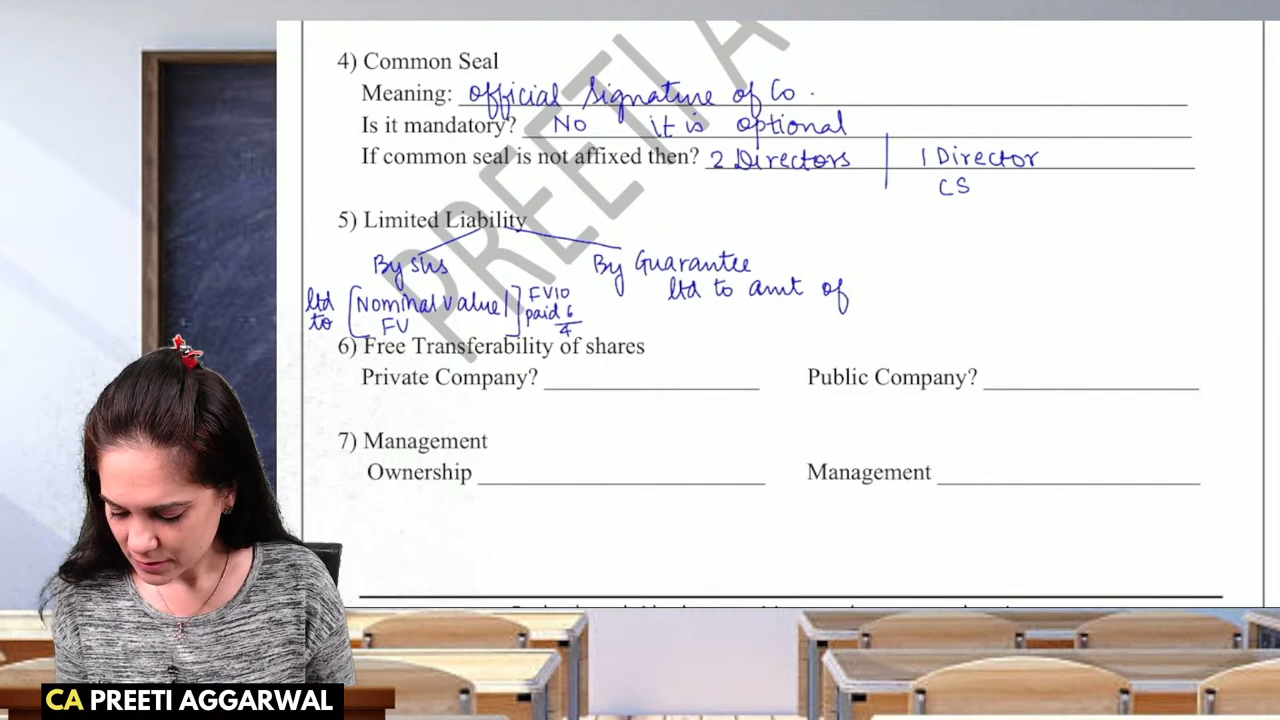 4) Common Seal
Meaning: official Signature of Co.
Is it mandatory? No it is optional
If common seal is not affixed then? 2 Directors | 1 Director
CS
5) Limited Liability
By shs By Guarantee
ltd to [Nominal Value FV] FV10 paid 6 4 ltd to amt of
6) Free Transferability of shares
Private Company? Public Company?
7) Management
Ownership Management
PREETI A
CA PREETI AGGARWAL